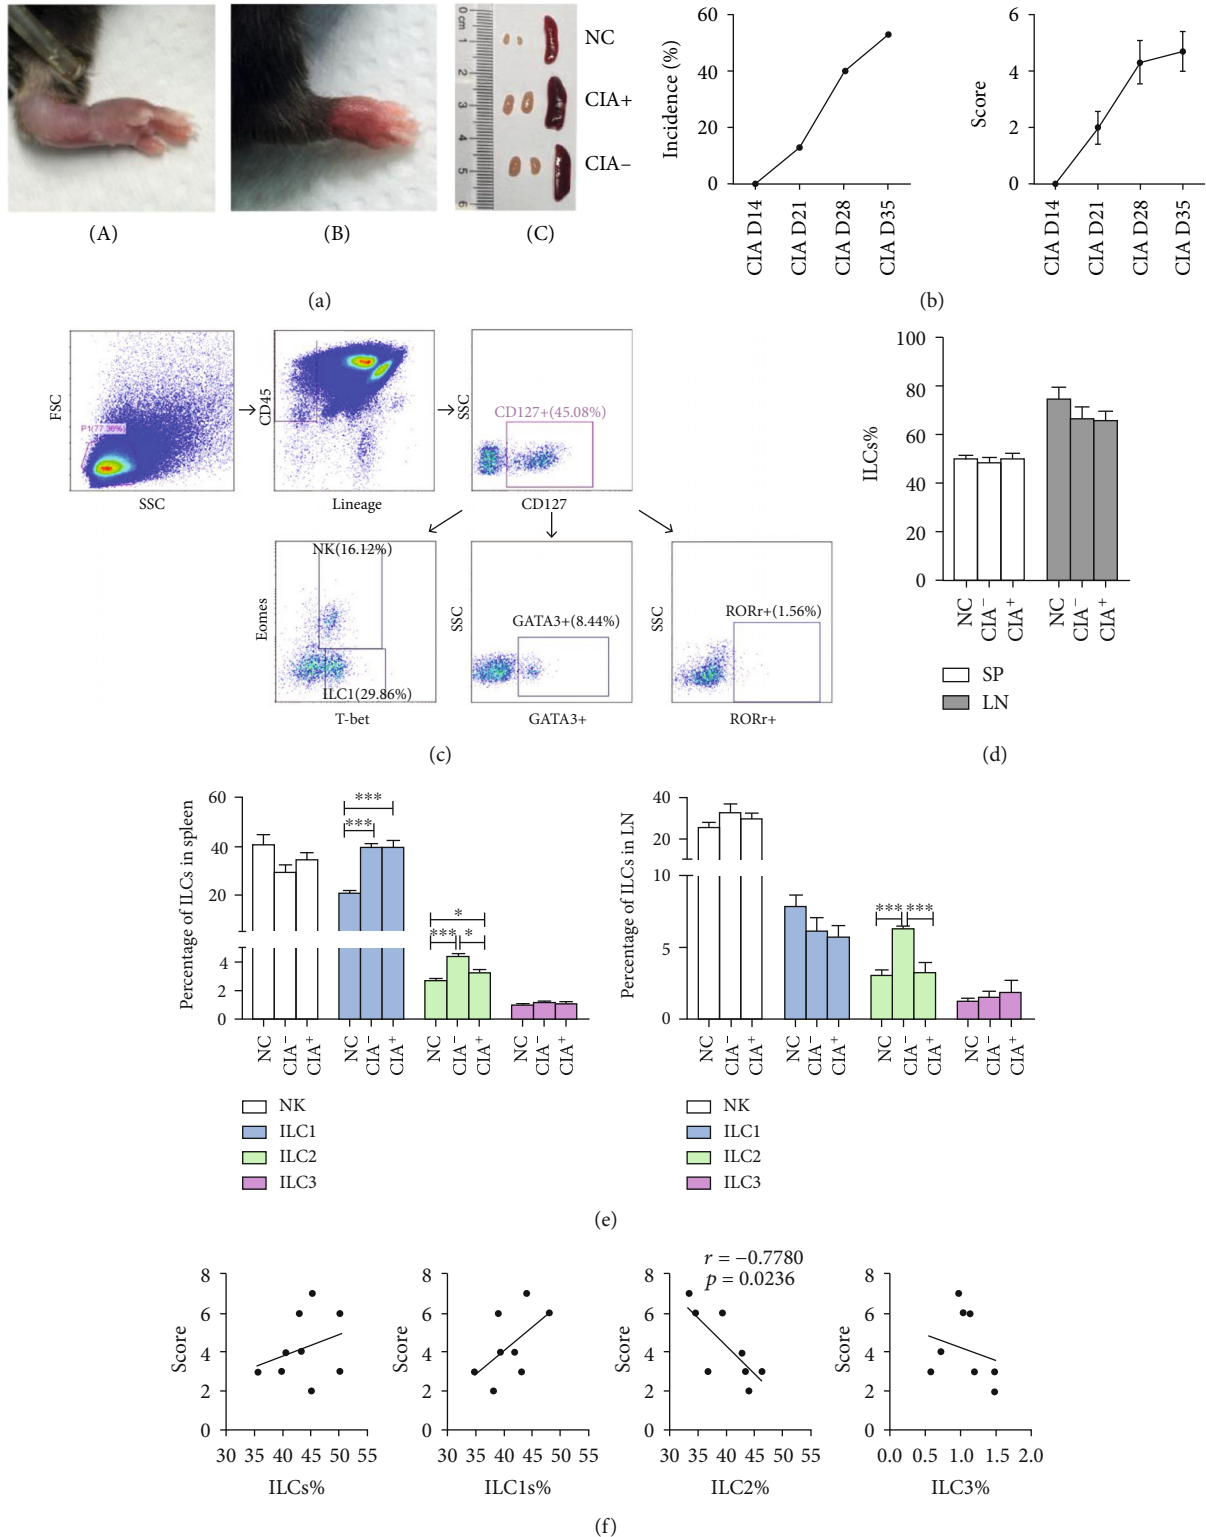 0 cm 1 2 3 4 5 6
NC
CIA+
CIA−
(A)
(B)
(C)
(a)
Incidence (%)
60
40
20
0
CIA D14
CIA D21
CIA D28
CIA D35
Score
6
4
2
0
CIA D14
CIA D21
CIA D28
CIA D35
(b)
FSC
P1(77.36%)
SSC
CD45
Lineage
SSC
CD127+(45.08%)
CD127
Eomes
NK(16.12%)
ILC1(29.86%)
T-bet
SSC
GATA3+(8.44%)
GATA3+
SSC
RORr+(1.56%)
RORr+
(c)
ILCs%
100
80
60
40
20
0
NC
CIA−
CIA+
NC
CIA−
CIA+
SP
LN
(d)
Percentage of ILCs in spleen
60
40
20
4
2
0
***
***
*
***
*
NC
CIA−
CIA+
NC
CIA−
CIA+
NC
CIA−
CIA+
NC
CIA−
CIA+
NK
ILC1
ILC2
ILC3
Percentage of ILCs in LN
40
20
10
5
0
***
***
NC
CIA−
CIA+
NC
CIA−
CIA+
NC
CIA−
CIA+
NC
CIA−
CIA+
NK
ILC1
ILC2
ILC3
(e)
Score
8
6
4
2
0
30 35 40 45 50 55
ILCs%
Score
8
6
4
2
0
30 35 40 45 50 55
ILC1s%
r = −0.7780
p = 0.0236
Score
8
6
4
2
0
30 35 40 45 50 55
ILC2%
Score
8
6
4
2
0
0.0 0.5 1.0 1.5 2.0
ILC3%
(f)